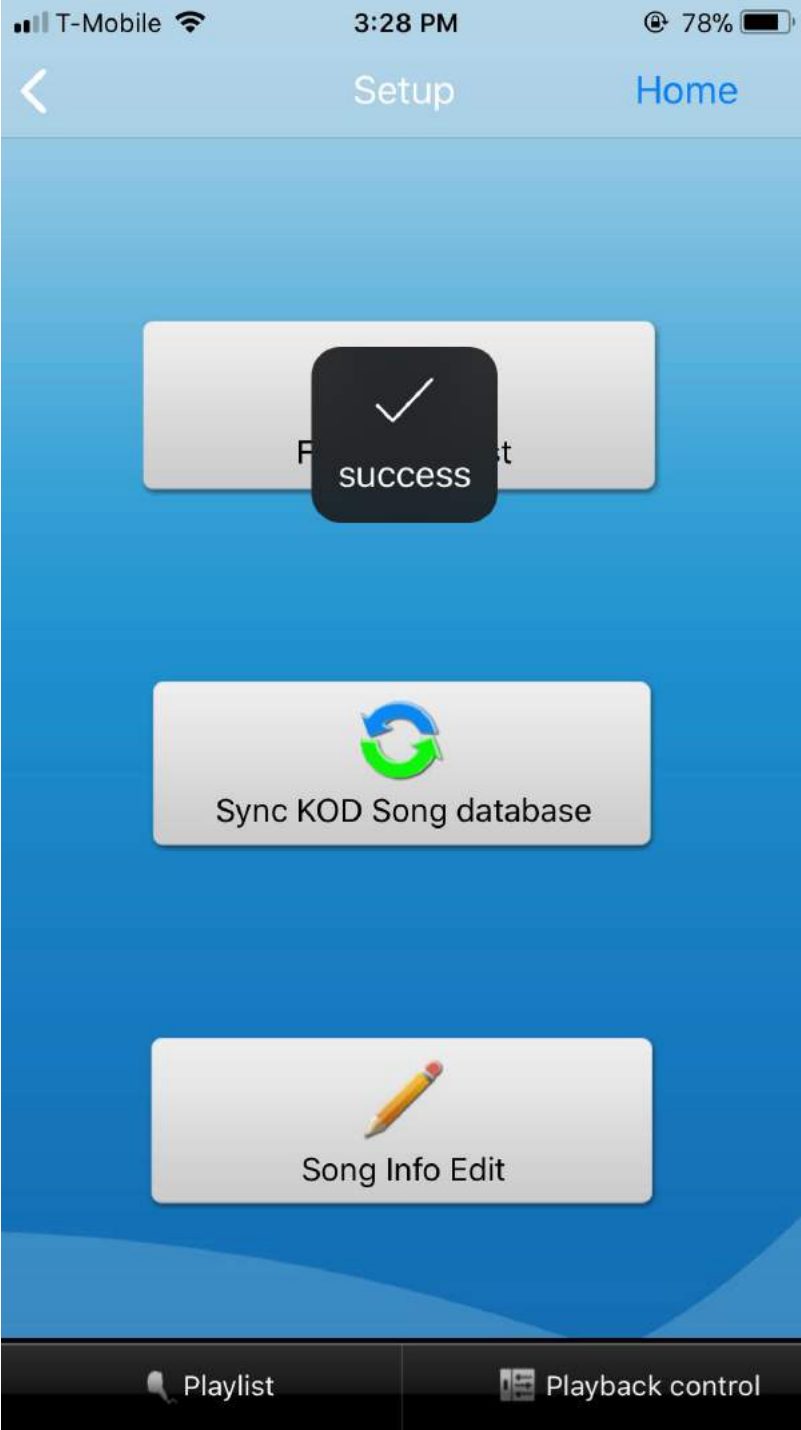 T-Mobile 3:28 PM 78%
Setup Home
success
Sync KOD Song database
Song Info Edit
Playlist Playback control